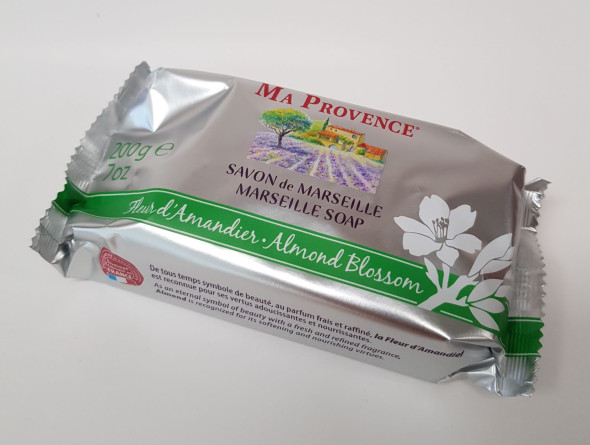 MA PROVENCE®
200g ℮
7oz
SAVON de MARSEILLE
MARSEILLE SOAP
Fleur d'Amandier • Almond Blossom
FRANCE
De tous temps symbole de beauté, au parfum frais et raffiné, la Fleur d'Amandier
est reconnue pour ses vertus adoucissantes et nourrissantes.
As an eternal symbol of beauty with a fresh and refined fragrance,
Almond is recognized for its softening and nourishing virtues.